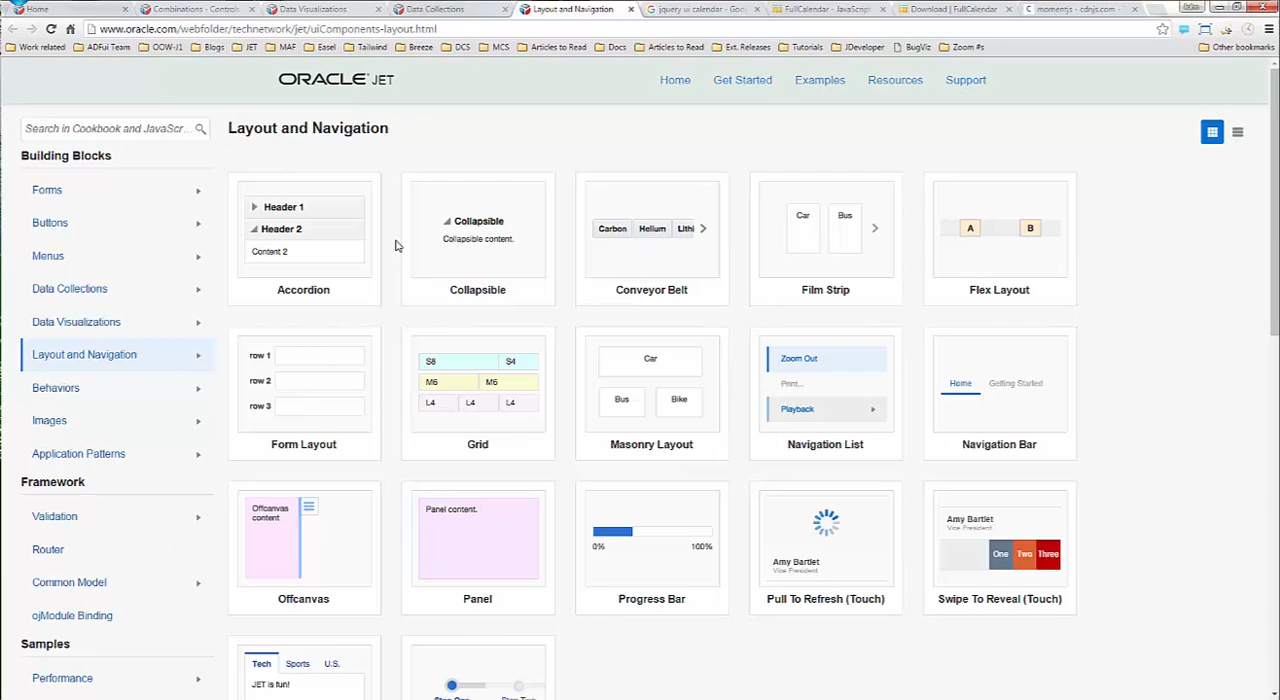 Home
Combinations - Controls
Data Visualizations
Data Collections
Layout and Navigation
jquery ui calendar - Goo
FullCalendar - JavaScript
Download | FullCalendar
momentjs - cdnjs.com
www.oracle.com/webfolder/technetwork/jet/uiComponents-layout.html
Work related
ADFui Team
OOW-J1
Blogs
JET
MAF
Easel
Tailwind
Breeze
DCS
MCS
Articles to Read
Docs
Articles to Read
Ext. Releases
Tutorials
JDeveloper
BugViz
Zoom #s
Other bookmarks
ORACLE JET
Home
Get Started
Examples
Resources
Support
Search in Cookbook and JavaScr...
Building Blocks
Forms
Buttons
Menus
Data Collections
Data Visualizations
Layout and Navigation
Behaviors
Images
Application Patterns
Framework
Validation
Router
Common Model
ojModule Binding
Samples
Performance
Layout and Navigation
Header 1
Header 2
Content 2
Accordion
Collapsible
Collapsible content.
Collapsible
Carbon Helium Lithi
Conveyor Belt
Car Bus
Film Strip
A B
Flex Layout
row 1
row 2
row 3
Form Layout
S8 S4
M6 M6
L4 L4 L4
Grid
Car
Bus Bike
Masonry Layout
Zoom Out
Print...
Playback
Navigation List
Home Getting Started
Navigation Bar
Offcanvas
content
Offcanvas
Panel content.
Panel
0% 100%
Progress Bar
Amy Bartlet
Vice President
Pull To Refresh (Touch)
Amy Bartlet
Vice President
One Two Three
Swipe To Reveal (Touch)
Tech Sports U.S.
JET is fun!